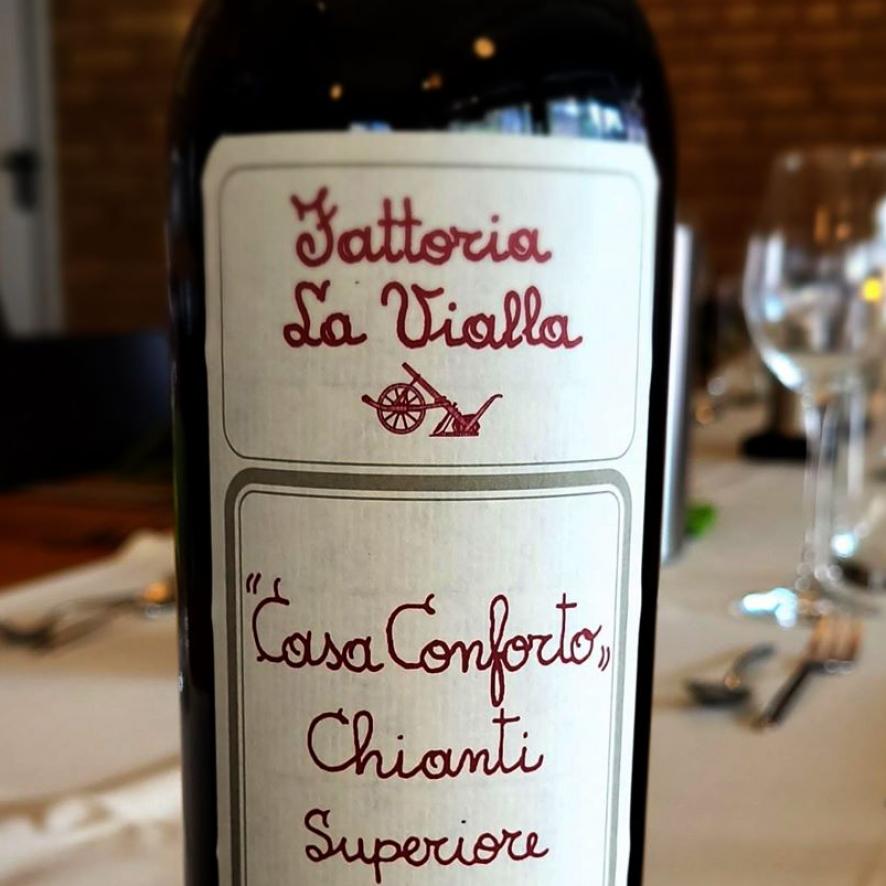 Fattoria
La Vialla
"Casa Conforto„
Chianti
Superiore